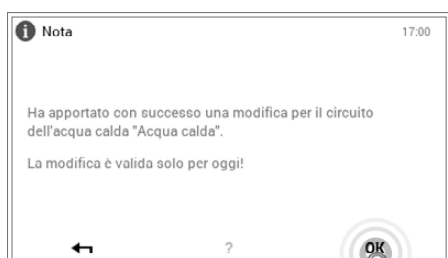 i Nota 17:00
Ha apportato con successo una modifica per il circuito
dell'acqua calda "Acqua calda".
La modifica è valida solo per oggi!
? OK